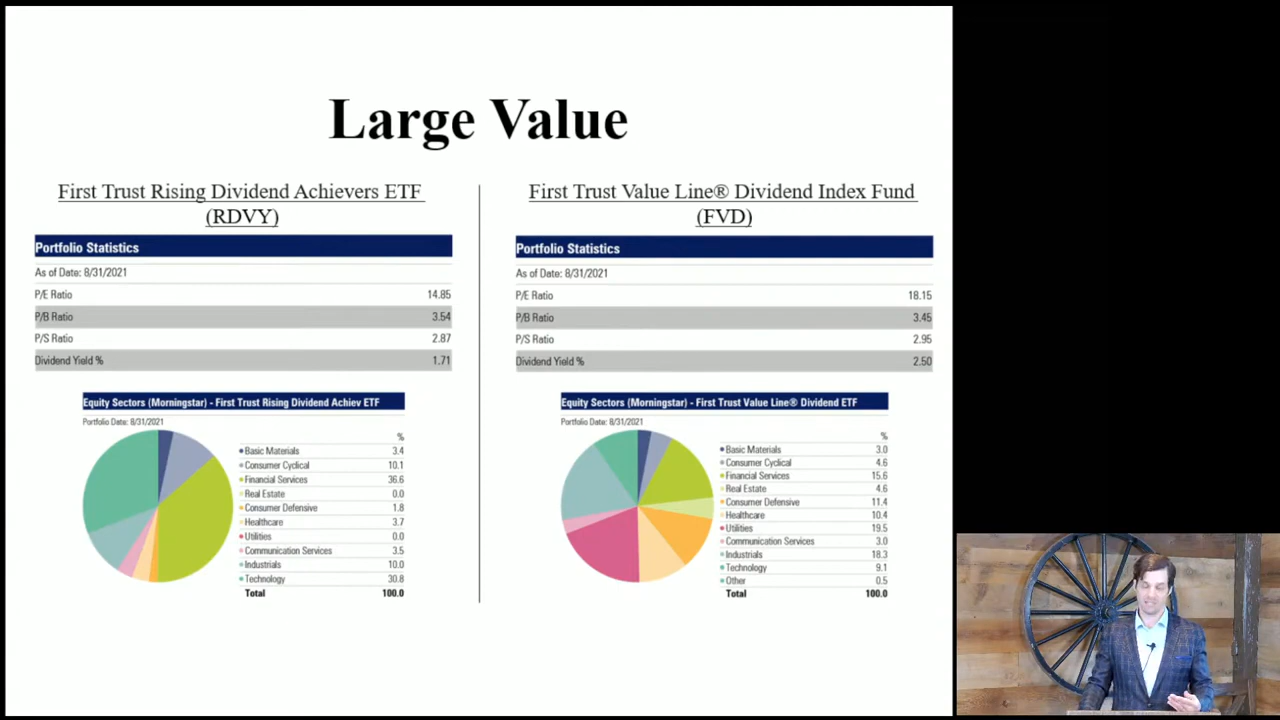 Large Value
First Trust Rising Dividend Achievers ETF
(RDVY)
Portfolio Statistics
As of Date: 8/31/2021
P/E Ratio 14.85
P/B Ratio 3.54
P/S Ratio 2.87
Dividend Yield % 1.71
Equity Sectors (Morningstar) - First Trust Rising Dividend Achiev ETF
Portfolio Date: 8/31/2021
%
Basic Materials 3.4
Consumer Cyclical 10.1
Financial Services 36.6
Real Estate 0.0
Consumer Defensive 1.8
Healthcare 3.7
Utilities 0.0
Communication Services 3.5
Industrials 10.0
Technology 30.8
Total 100.0
First Trust Value Line® Dividend Index Fund
(FVD)
Portfolio Statistics
As of Date: 8/31/2021
P/E Ratio 18.15
P/B Ratio 3.45
P/S Ratio 2.95
Dividend Yield % 2.50
Equity Sectors (Morningstar) - First Trust Value Line® Dividend ETF
Portfolio Date: 8/31/2021
%
Basic Materials 3.0
Consumer Cyclical 4.6
Financial Services 15.6
Real Estate 4.6
Consumer Defensive 11.4
Healthcare 10.4
Utilities 19.5
Communication Services 3.0
Industrials 18.3
Technology 9.1
Other 0.5
Total 100.0